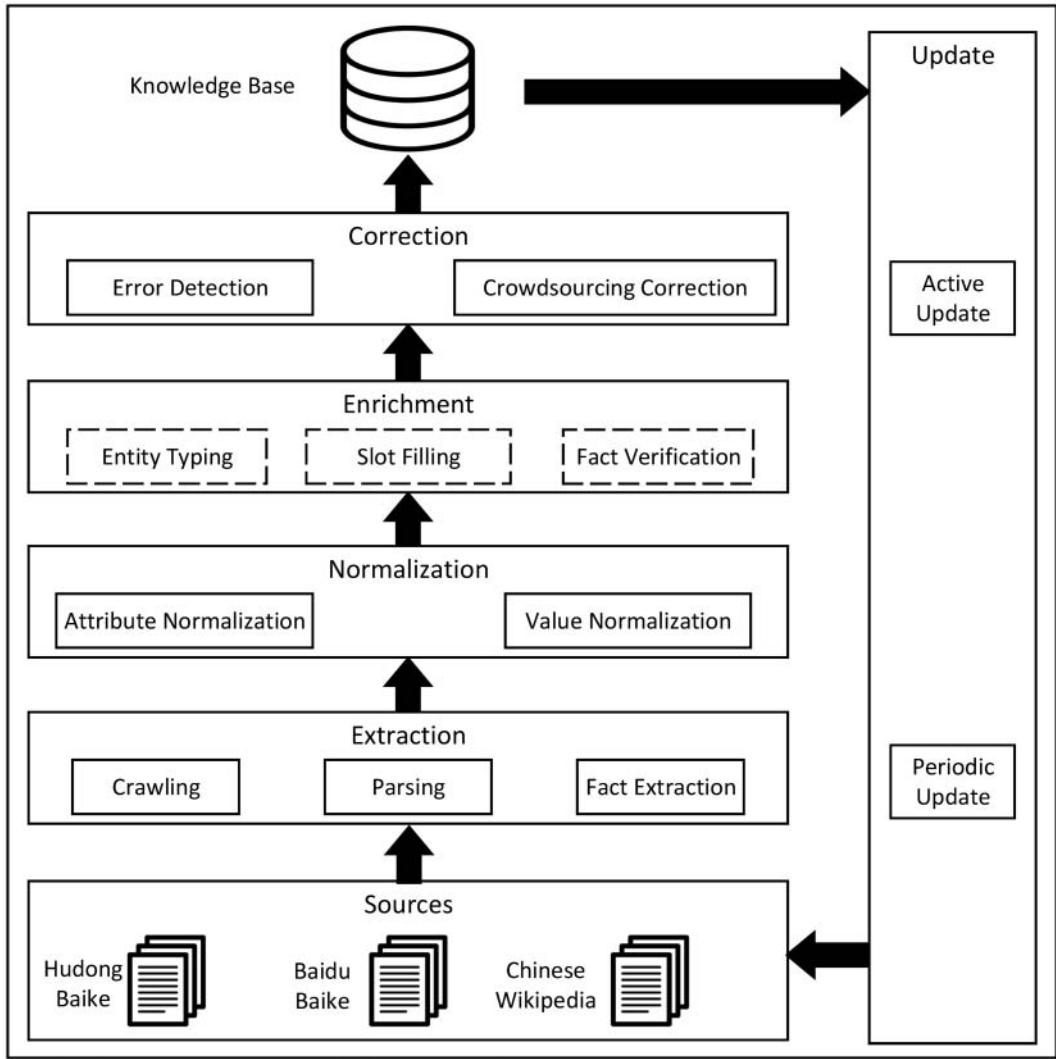 Knowledge Base
Update
Correction
Error Detection
Crowdsourcing Correction
Active
Update
Enrichment
Entity Typing
Slot Filling
Fact Verification
Normalization
Attribute Normalization
Value Normalization
Extraction
Crawling
Parsing
Fact Extraction
Periodic
Update
Sources
Hudong
Baike
Baidu
Baike
Chinese
Wikipedia